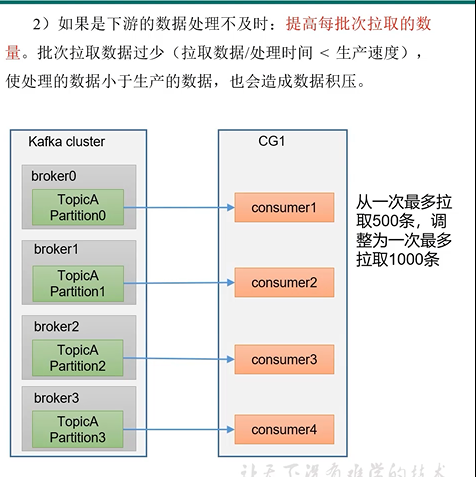 2）如果是下游的数据处理不及时：提高每批次拉取的数
量。批次拉取数据过少（拉取数据/处理时间 < 生产速度），
使处理的数据小于生产的数据，也会造成数据积压。
Kafka cluster
CG1
broker0
TopicA
Partition0
consumer1
broker1
TopicA
Partition1
consumer2
broker2
TopicA
Partition2
consumer3
broker3
TopicA
Partition3
consumer4
从一次最多拉
取500条，调
整为一次最多
拉取1000条
让天下没有难学的技术